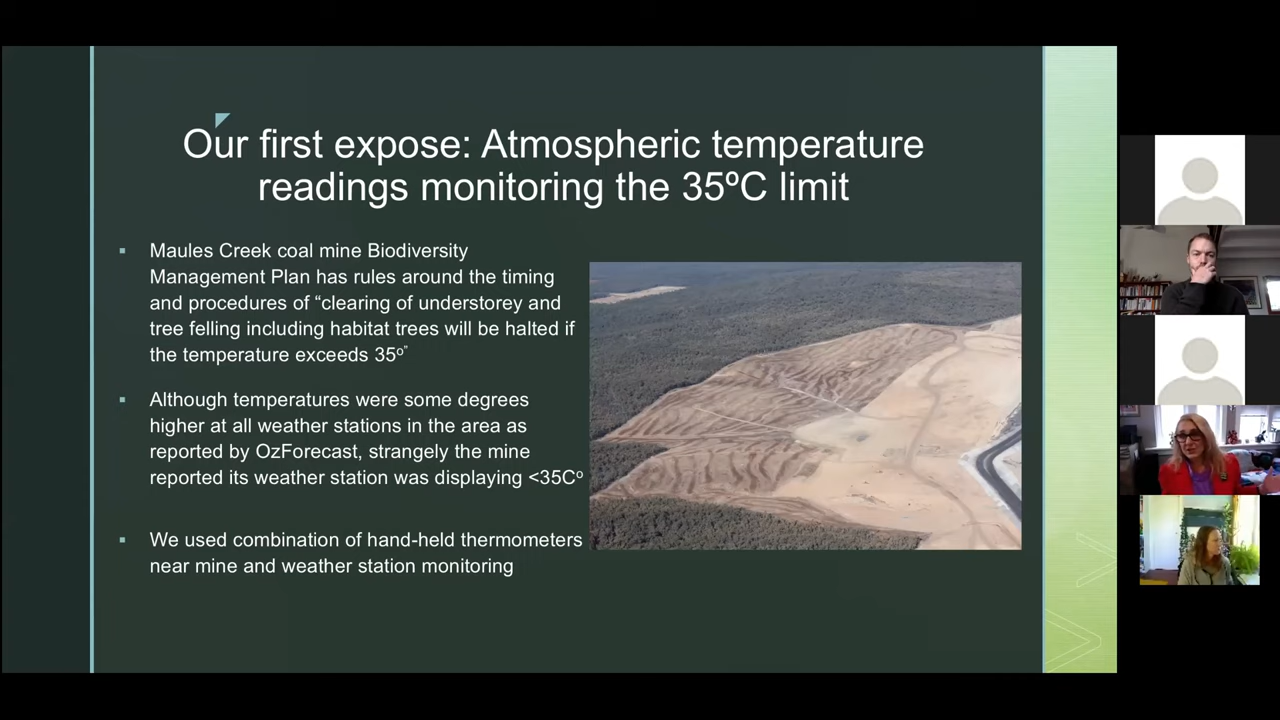 Our first expose: Atmospheric temperature
readings monitoring the 35ºC limit
Maules Creek coal mine Biodiversity
Management Plan has rules around the timing
and procedures of “clearing of understorey and
tree felling including habitat trees will be halted if
the temperature exceeds 35º”
Although temperatures were some degrees
higher at all weather stations in the area as
reported by OzForecast, strangely the mine
reported its weather station was displaying <35Cº
We used combination of hand-held thermometers
near mine and weather station monitoring